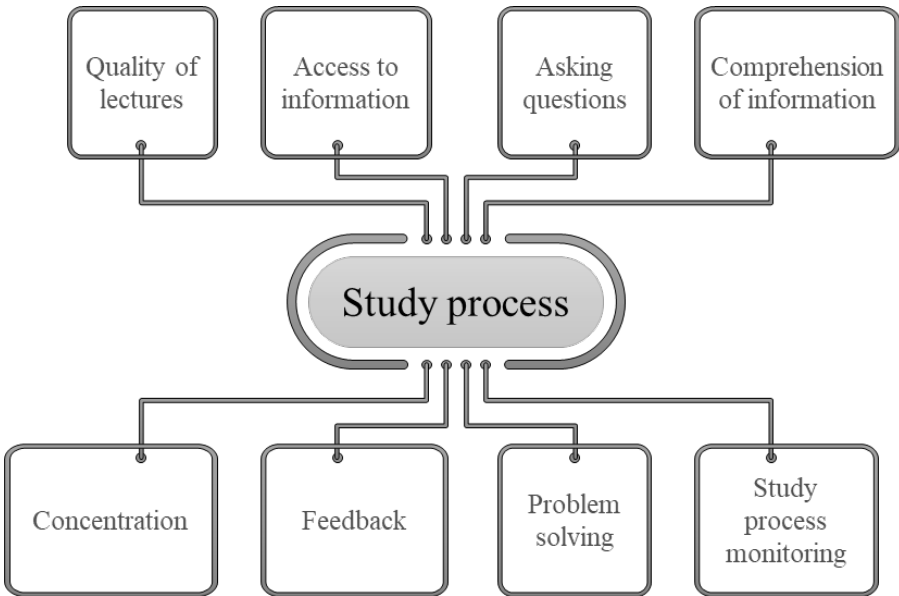 Quality of
lectures
Access to
information
Asking
questions
Comprehension
of information
Study process
Concentration
Feedback
Problem
solving
Study
process
monitoring